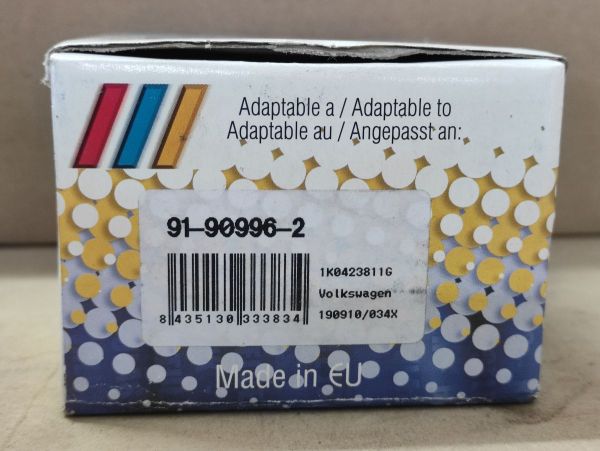 Adaptable a / Adaptable to
Adaptable au / Angepasst an:
91-90996-2
1K0423811G
Volkswagen
190910/034X
8 435130 333834
Made in EU